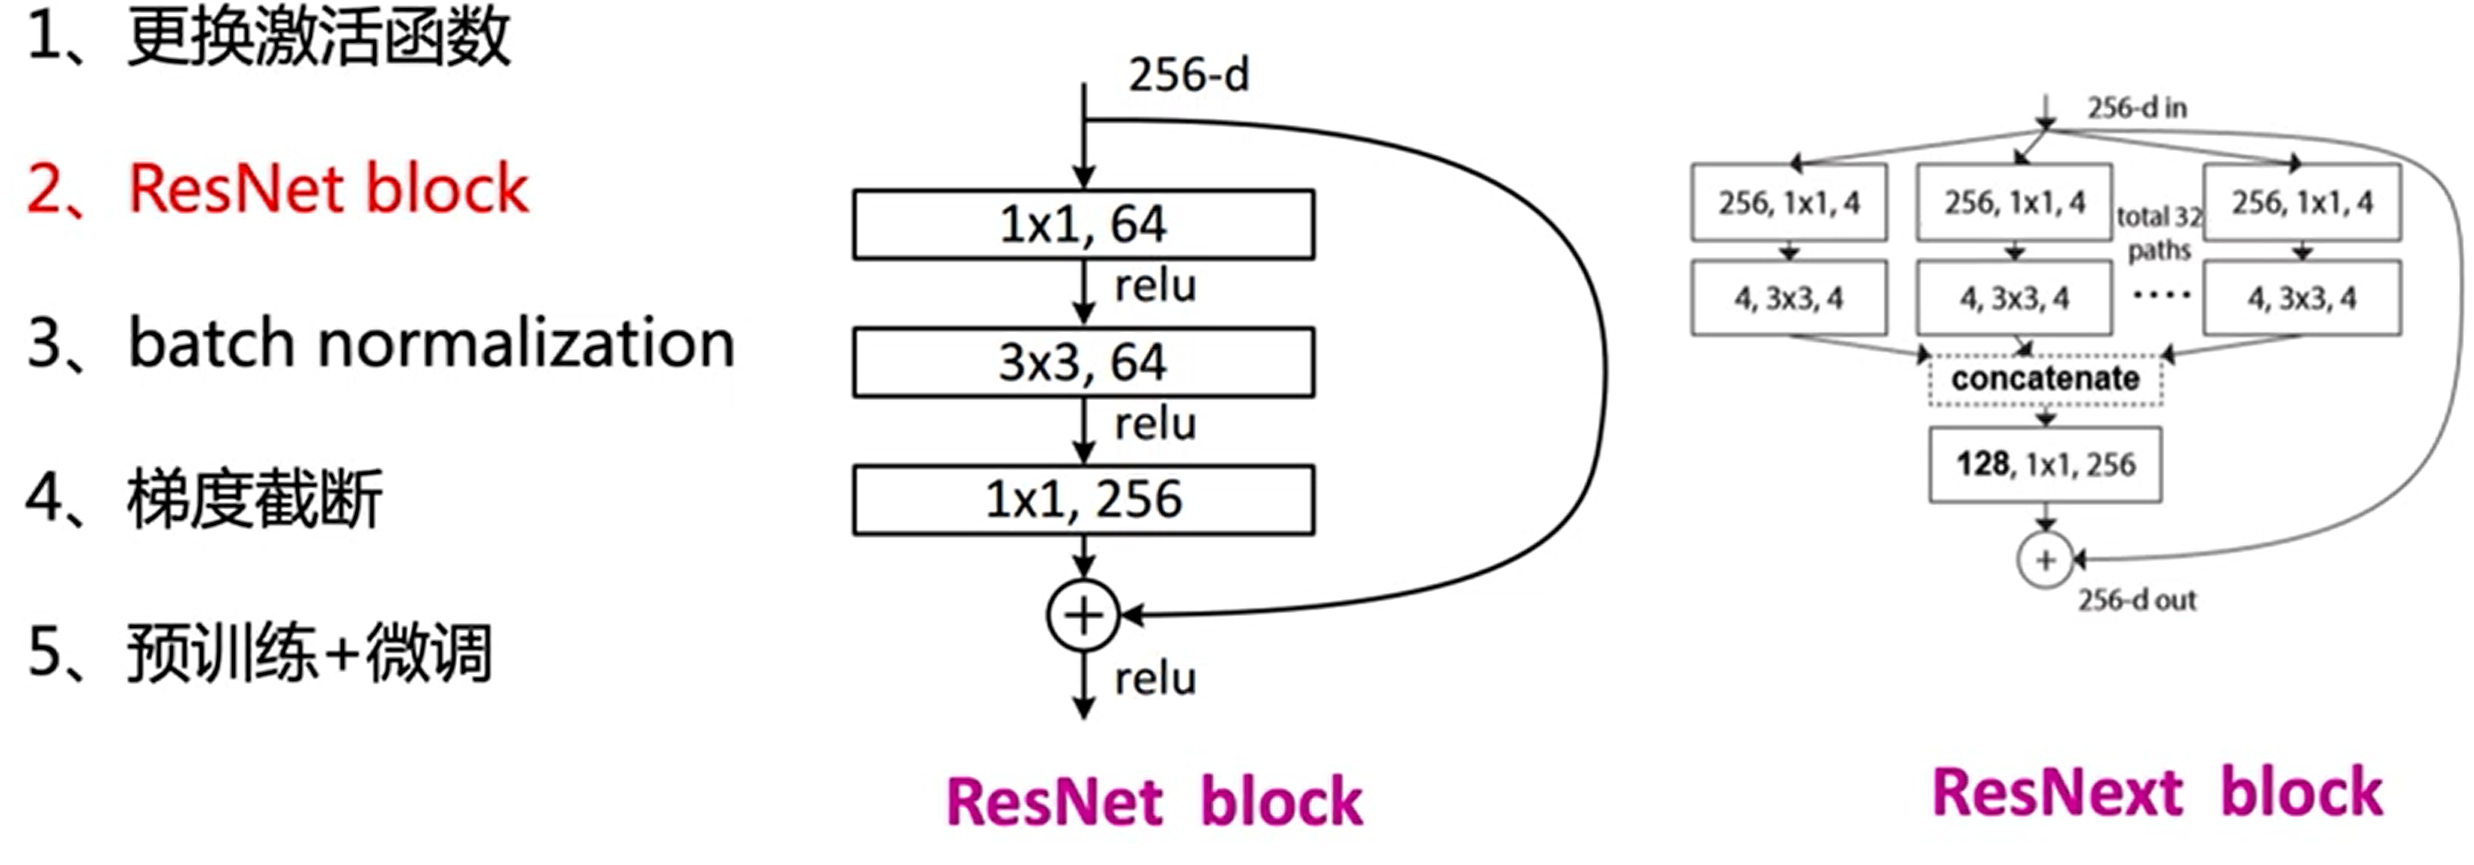 1、更换激活函数
2、ResNet block
3、batch normalization
4、梯度截断
5、预训练+微调
256-d
1x1, 64
relu
3x3, 64
relu
1x1, 256
+
relu
ResNet block
256-d in
256, 1x1, 4
256, 1x1, 4
total 32
paths
256, 1x1, 4
4, 3x3, 4
4, 3x3, 4
····
4, 3x3, 4
concatenate
128, 1x1, 256
+
256-d out
ResNext block